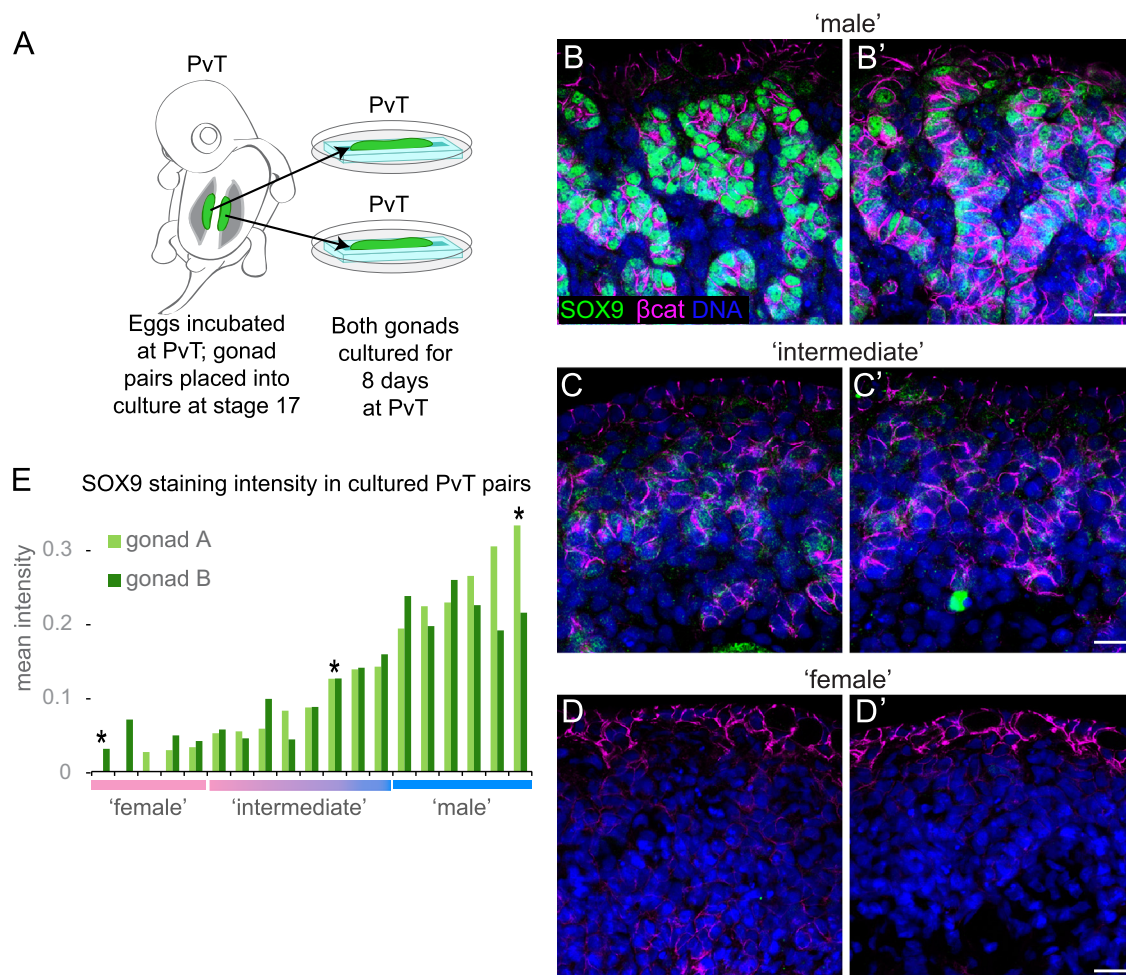 A
PvT
PvT
PvT
Eggs incubated
at PvT; gonad
pairs placed into
culture at stage 17
Both gonads
cultured for
8 days
at PvT
'male'
B
B'
SOX9 βcat DNA
'intermediate'
C
C'
'female'
D
D'
E
SOX9 staining intensity in cultured PvT pairs
mean intensity
0.3
0.2
0.1
0
gonad A
gonad B
*
*
*
'female'
'intermediate'
'male'